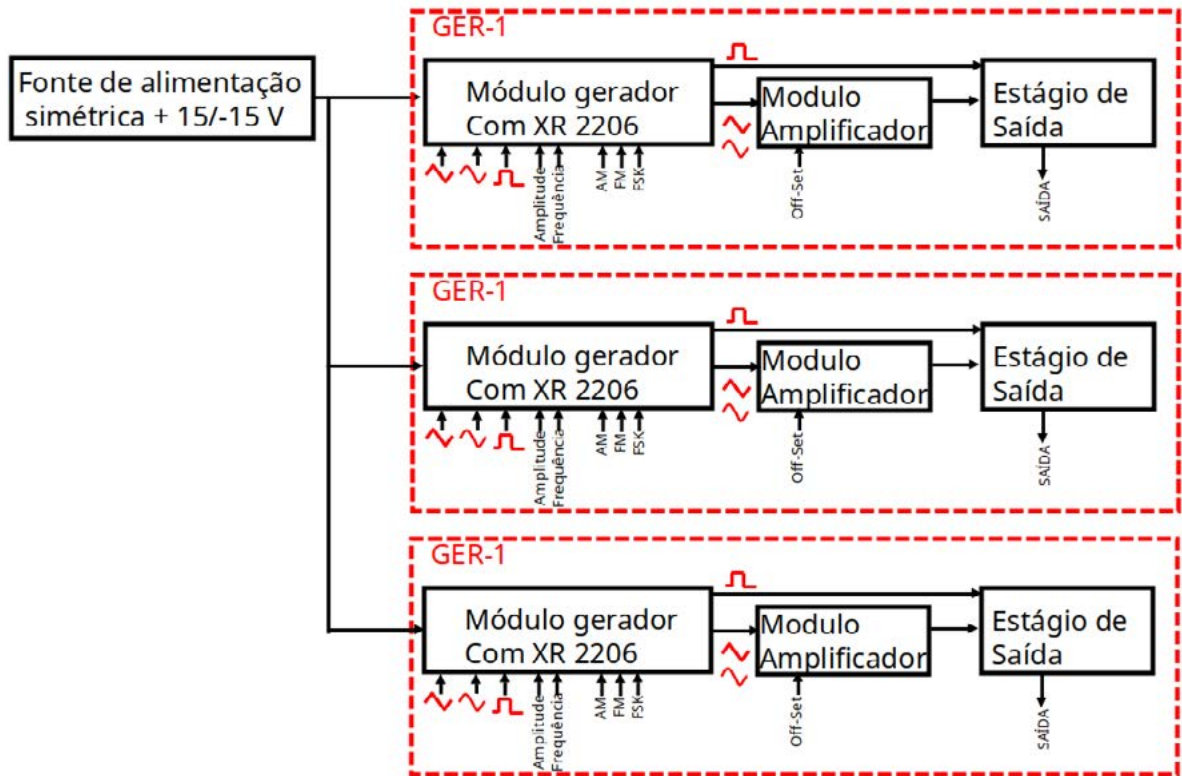 GER-1
Fonte de alimentação
simétrica + 15/-15 V
Módulo gerador
Com XR 2206
Modulo
Amplificador
Estágio de
Saída
Amplitude
Frequência
AM
FM
FSK
Off-Set
SAÍDA
GER-1
Módulo gerador
Com XR 2206
Modulo
Amplificador
Estágio de
Saída
Amplitude
Frequência
AM
FM
FSK
Off-Set
SAÍDA
GER-1
Módulo gerador
Com XR 2206
Modulo
Amplificador
Estágio de
Saída
Amplitude
Frequência
AM
FM
FSK
Off-Set
SAÍDA